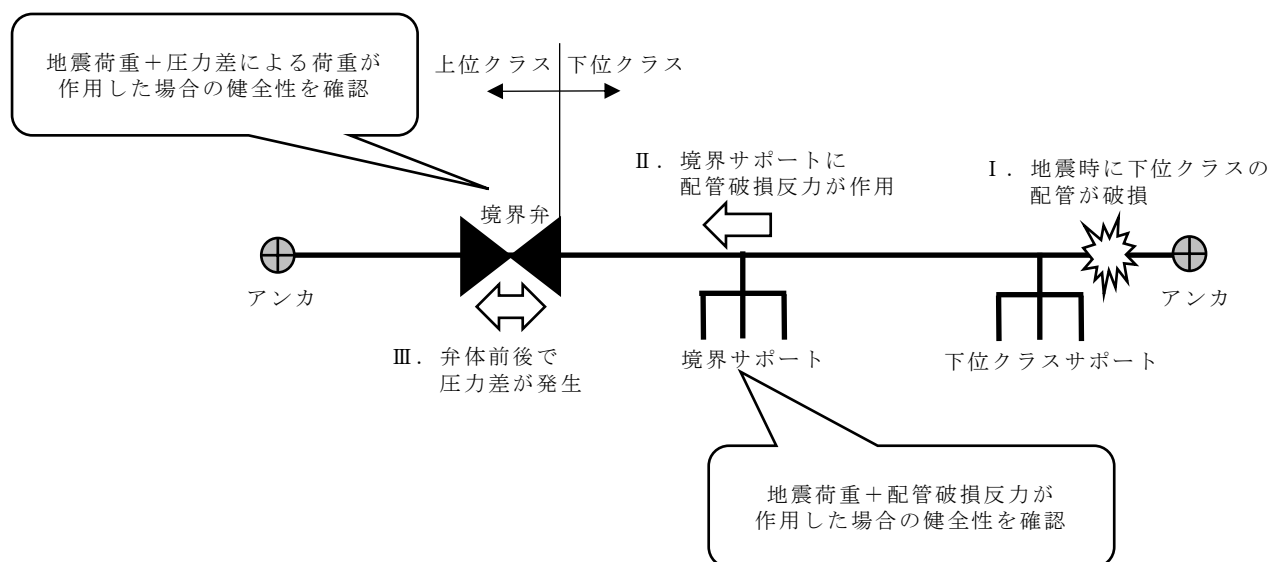 地震荷重＋圧力差による荷重が
作用した場合の健全性を確認
上位クラス
下位クラス
Ⅱ．境界サポートに
配管破損反力が作用
Ⅰ．地震時に下位クラスの
配管が破損
境界弁
アンカ
アンカ
Ⅲ．弁体前後で
圧力差が発生
境界サポート
下位クラスサポート
地震荷重＋配管破損反力が
作用した場合の健全性を確認